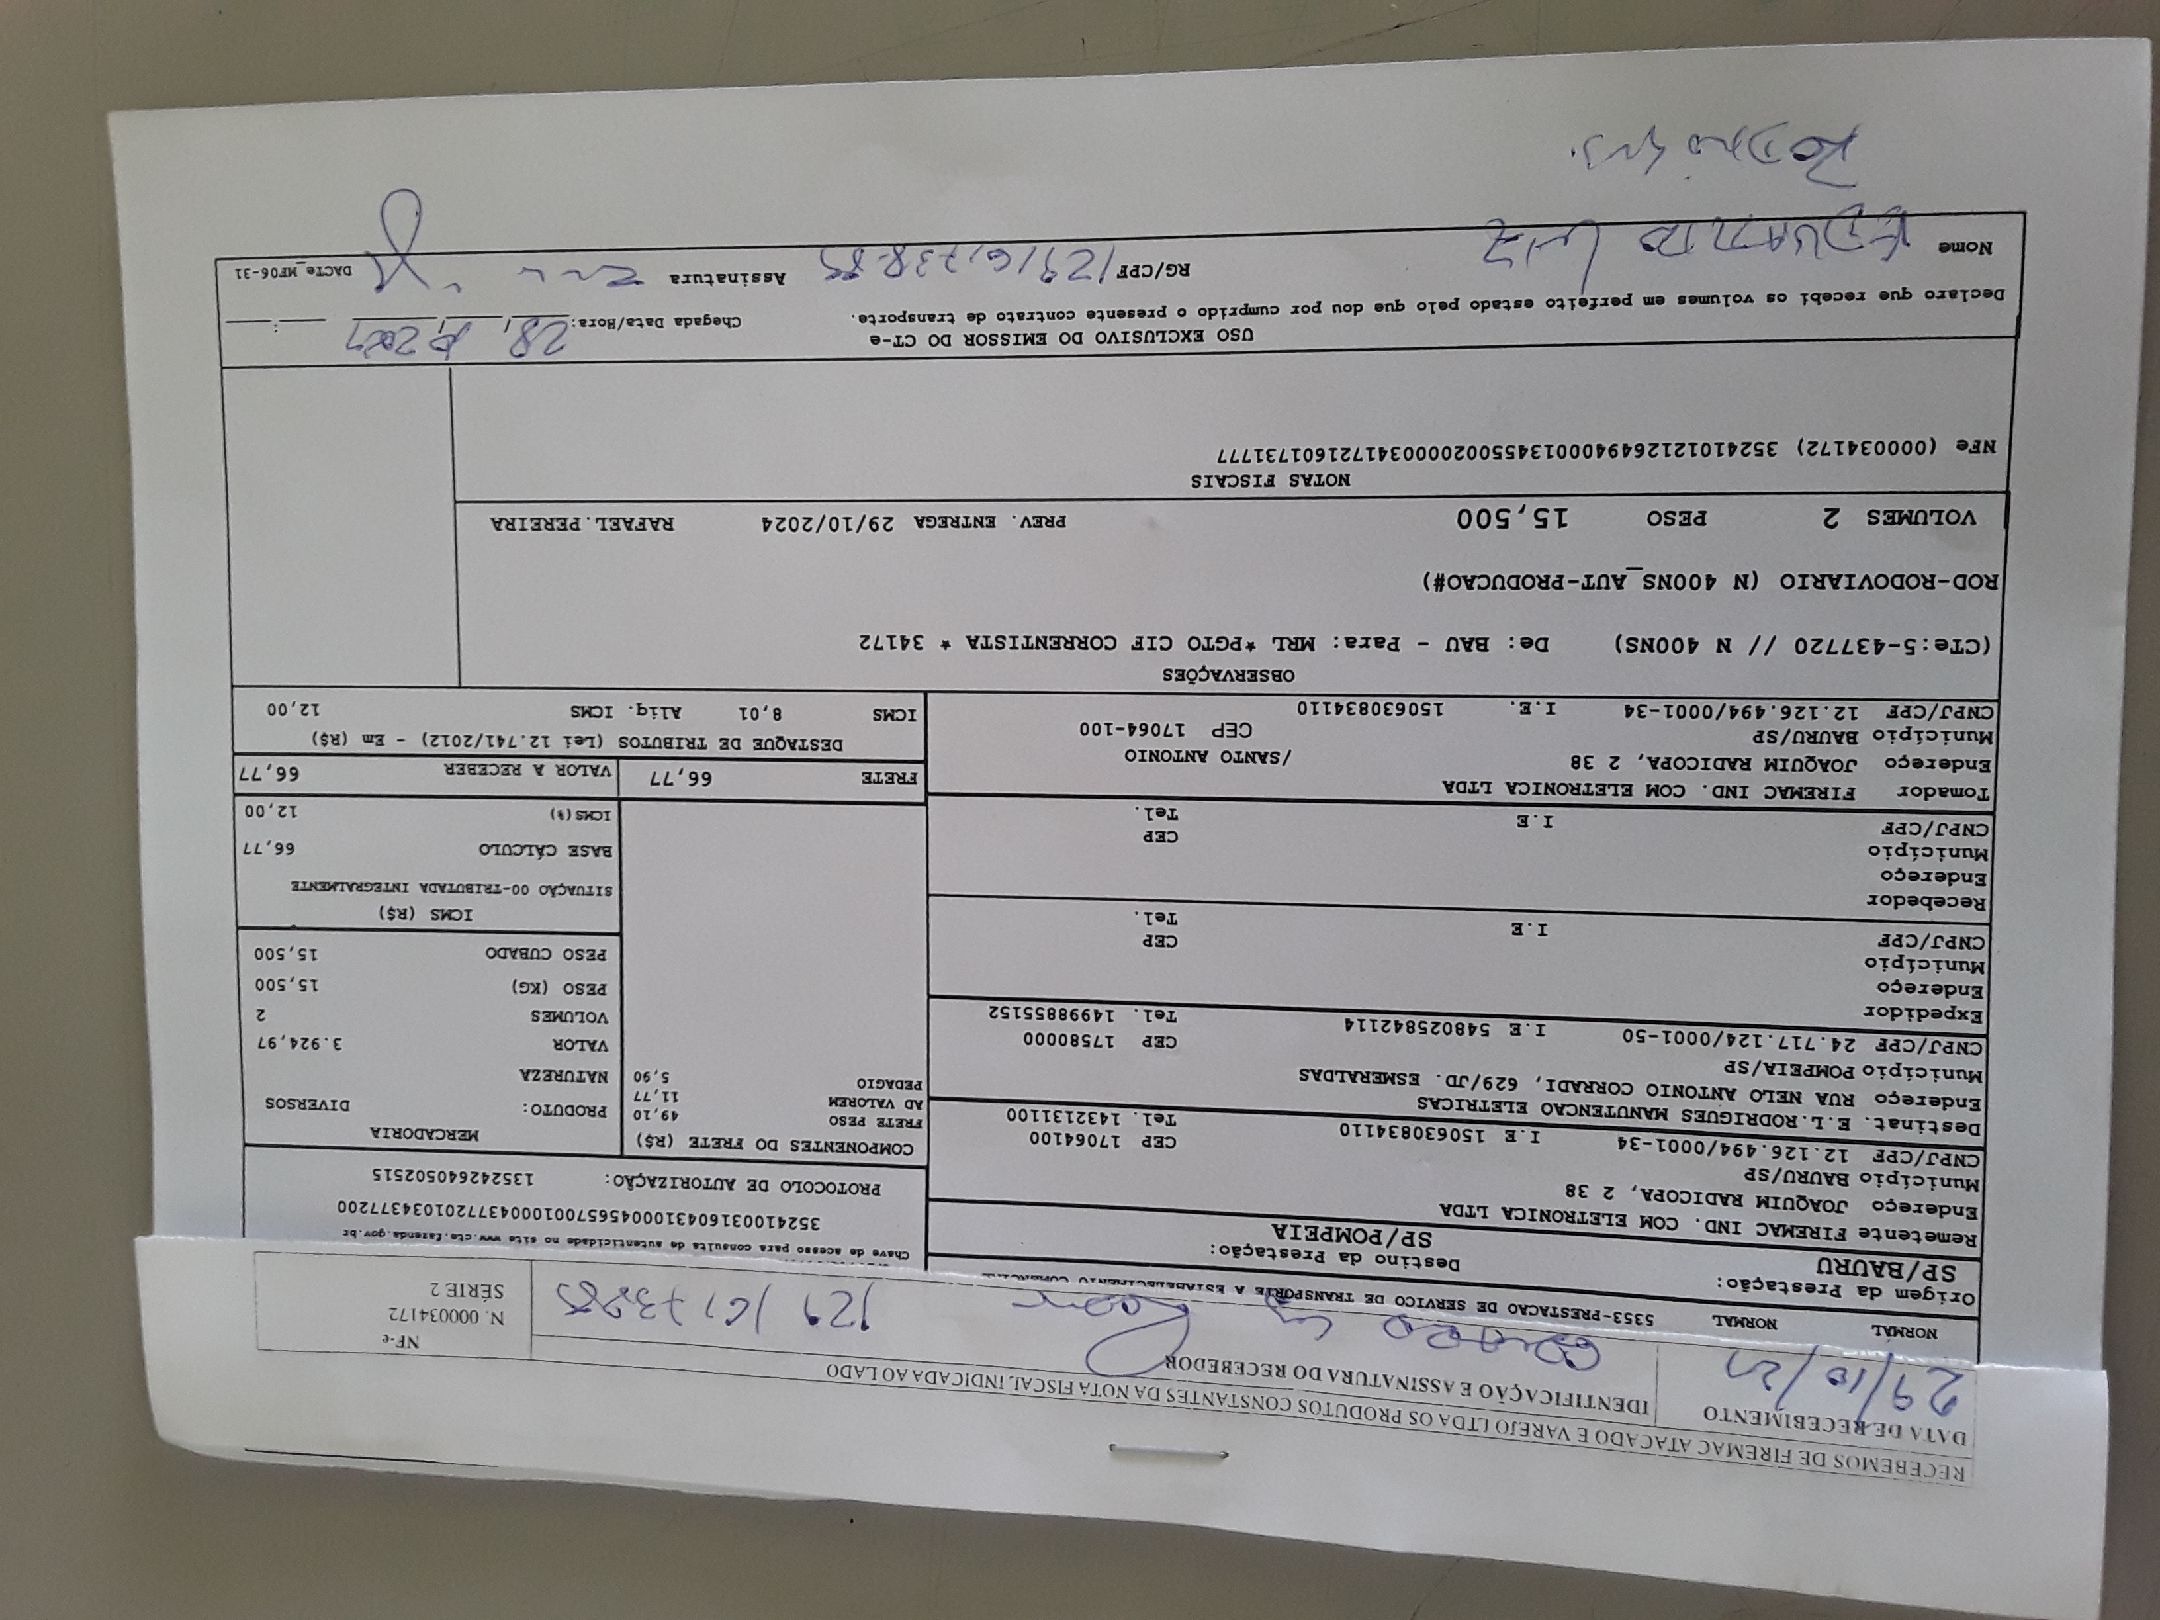 RECEBEMOS DE FIREMAC ATACADO E VAREJO LTDA OS PRODUTOS CONSTANTES DA NOTA FISCAL INDICADA AO LADO
DATA DE RECEBIMENTO
IDENTIFICAÇÃO E ASSINATURA DO RECEBEDOR
NF-e
N. 000034172
SÉRIE 2
29/10/24
NORMAL NORMAL 5353-PRESTACAO DE SERVICO DE TRANSPORTE A ESTABELECIMENTO COMERCIAL
Origem da Prestação:
SP/BAURU
Destino da Prestação:
SP/POMPEIA
Remetente FIREMAC IND. COM ELETRONICA LTDA
Endereço JOAQUIM RADICOPA, 2 38
Município BAURU/SP CEP 17064100
CNPJ/CPF 12.126.494/0001-34 I.E 150630834110 Tel. 1432131100
Destinat. E.L.RODRIGUES MANUTENCAO ELETRICAS
Endereço RUA NELO ANTONIO CORRADI, 629/JD. ESMERALDAS
Município POMPEIA/SP CEP 17580000
CNPJ/CPF 24.717.124/0001-50 I.E 548025842114 Tel. 14998855152
Expedidor
Endereço
Município CEP
CNPJ/CPF I.E Tel.
Recebedor
Endereço
Município CEP
CNPJ/CPF I.E Tel.
Tomador FIREMAC IND. COM ELETRONICA LTDA
Endereço JOAQUIM RADICOPA, 2 38 /SANTO ANTONIO
Município BAURU/SP CEP 17064-100
CNPJ/CPF 12.126.494/0001-34 I.E. 150630834110
Chave de acesso para consulta de autenticidade no site www.cte.fazenda.gov.br
35241003160431000456570010004377201034377200
PROTOCOLO DE AUTORIZAÇÃO: 135242640502515
COMPONENTES DO FRETE (R$)
FRETE PESO 49,10
AD VALOREM 11,77
PEDAGIO 5,90
MERCADORIA
PRODUTO: DIVERSOS
NATUREZA
VALOR 3.924,97
VOLUMES 2
PESO (KG) 15,500
PESO CUBADO 15,500
ICMS (R$)
SITUAÇÃO 00-TRIBUTADA INTEGRALMENTE
BASE CÁLCULO 66,77
ICMS(%) 12,00
FRETE 66,77 VALOR A RECEBER 66,77
DESTAQUE DE TRIBUTOS (Lei 12.741/2012) - Em (R$)
ICMS 8,01 Aliq. ICMS 12,00
OBSERVAÇÕES
(CTe:5-437720 // N 400NS) De: BAU - Para: MRL *PGTO CIF CORRENTISTA * 34172
ROD-RODOVIARIO (N 400NS_AUT-PRODUCAO#)
VOLUMES 2 PESO 15,500 PREV. ENTREGA 29/10/2024 RAFAEL.PEREIRA
NOTAS FISCAIS
NFe (000034172) 35241012126494000134550020000341721601731777
USO EXCLUSIVO DO EMISSOR DO CT-e
Declaro que recebi os volumes em perfeito estado pelo que dou por cumprido o presente contrato de transporte.
Chegada Data/Hora:
Nome EDUARDO Luiz RG/CPF Assinatura DACTe_MF06-31